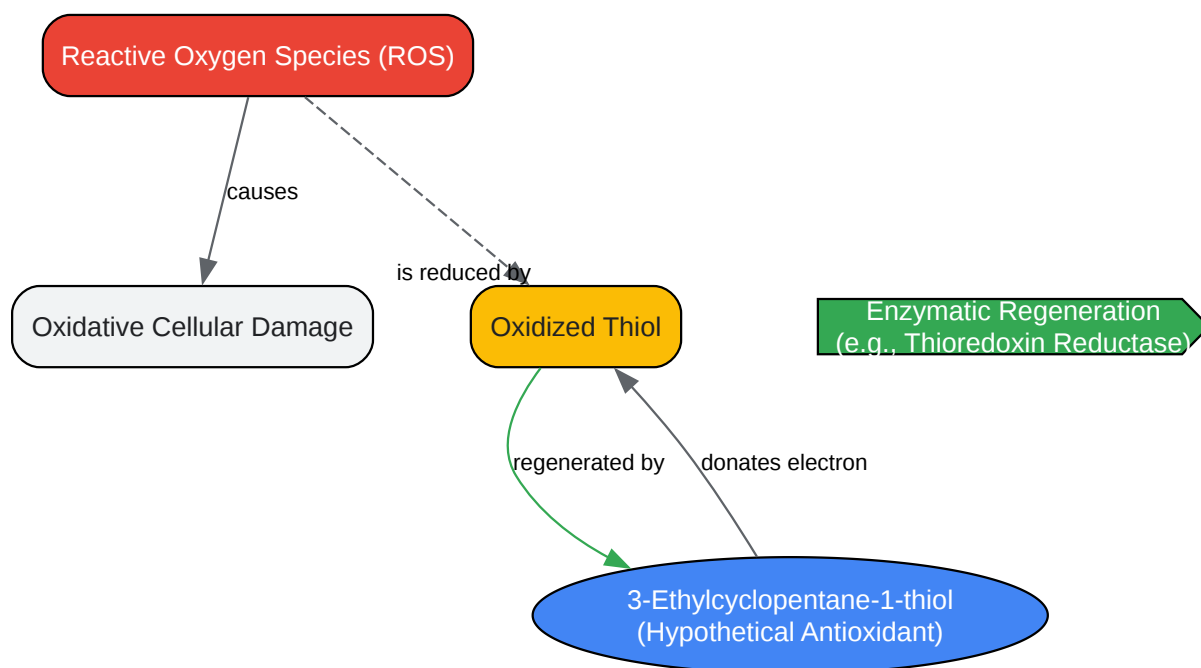 Reactive Oxygen Species (ROS)
causes
is reduced by
Oxidative Cellular Damage
Oxidized Thiol
Enzymatic Regeneration
(e.g., Thioredoxin Reductase)
regenerated by
donates electron
3-Ethylcyclopentane-1-thiol
(Hypothetical Antioxidant)